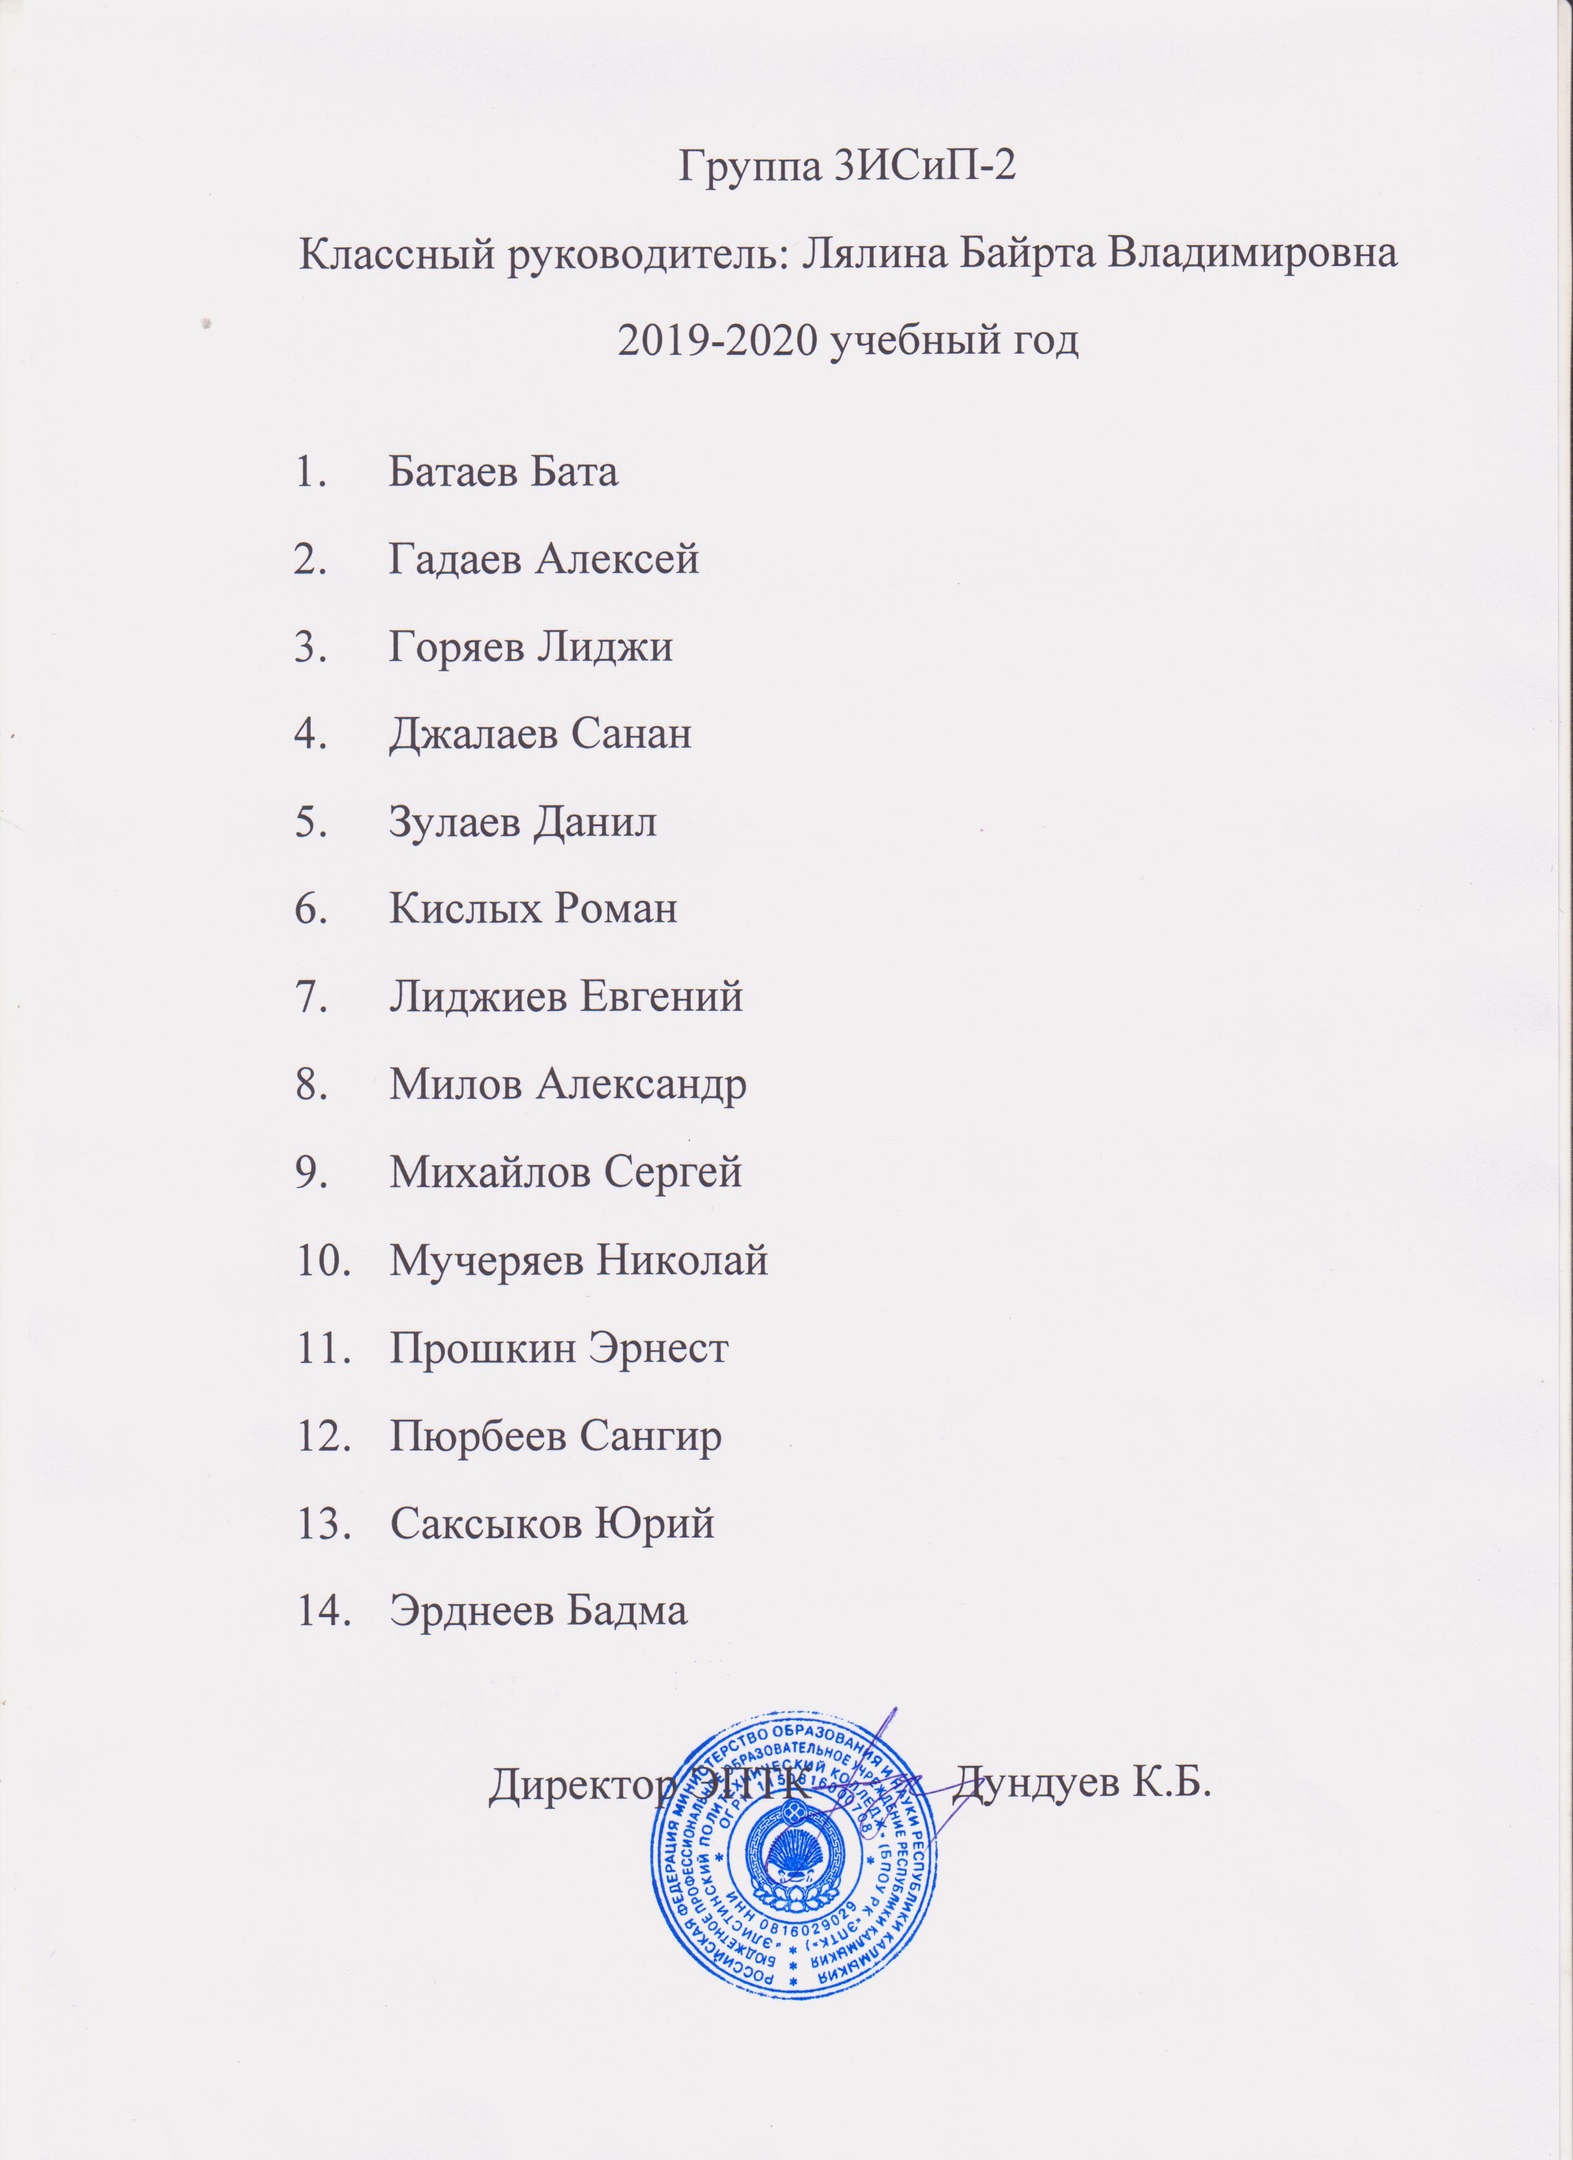 Группа 3ИСиП-2
Классный руководитель: Лялина Байрта Владимировна
2019-2020 учебный год
1. Батаев Бата
2. Гадаев Алексей
3. Горяев Лиджи
4. Джалаев Санан
5. Зулаев Данил
6. Кислых Роман
7. Лиджиев Евгений
8. Милов Александр
9. Михайлов Сергей
10. Мучеряев Николай
11. Прошкин Эрнест
12. Пюрбеев Сангир
13. Саксыков Юрий
14. Эрднеев Бадма
Директор ЭПТК Дундуев К.Б.
РОССИЙСКАЯ ФЕДЕРАЦИЯ МИНИСТЕРСТВО ОБРАЗОВАНИЯ И НАУКИ РЕСПУБЛИКИ КАЛМЫКИЯ
БЮДЖЕТНОЕ ПРОФЕССИОНАЛЬНОЕ ОБРАЗОВАТЕЛЬНОЕ УЧРЕЖДЕНИЕ РЕСПУБЛИКИ КАЛМЫКИЯ
"ЭЛИСТИНСКИЙ ПОЛИТЕХНИЧЕСКИЙ КОЛЛЕДЖ" (БПОУ РК «ЭПТК»)
ОГРН
ИНН 0816029029